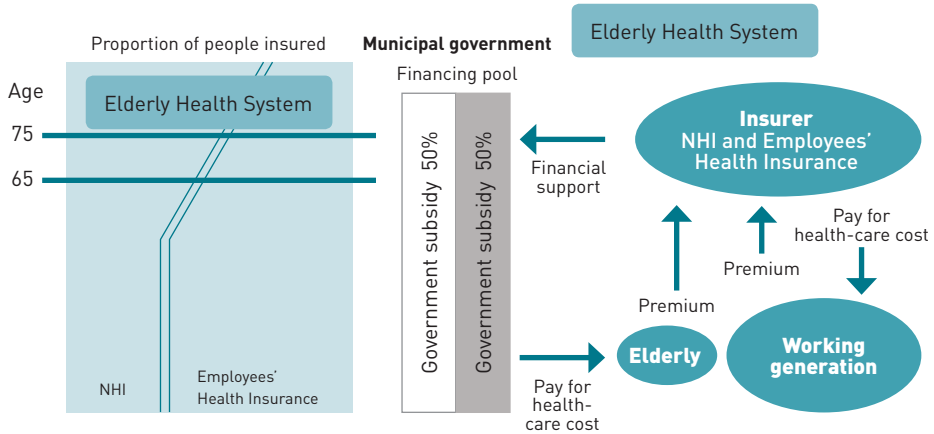 Proportion of people insured
Age
Elderly Health System
75
65
NHI
Employees’
Health Insurance
Municipal government
Financing pool
Government subsidy 50%
Government subsidy 50%
Elderly Health System
Insurer
NHI and Employees’
Health Insurance
Financial
support
Pay for
health-care cost
Premium
Premium
Elderly
Working
generation
Pay for
health-
care cost